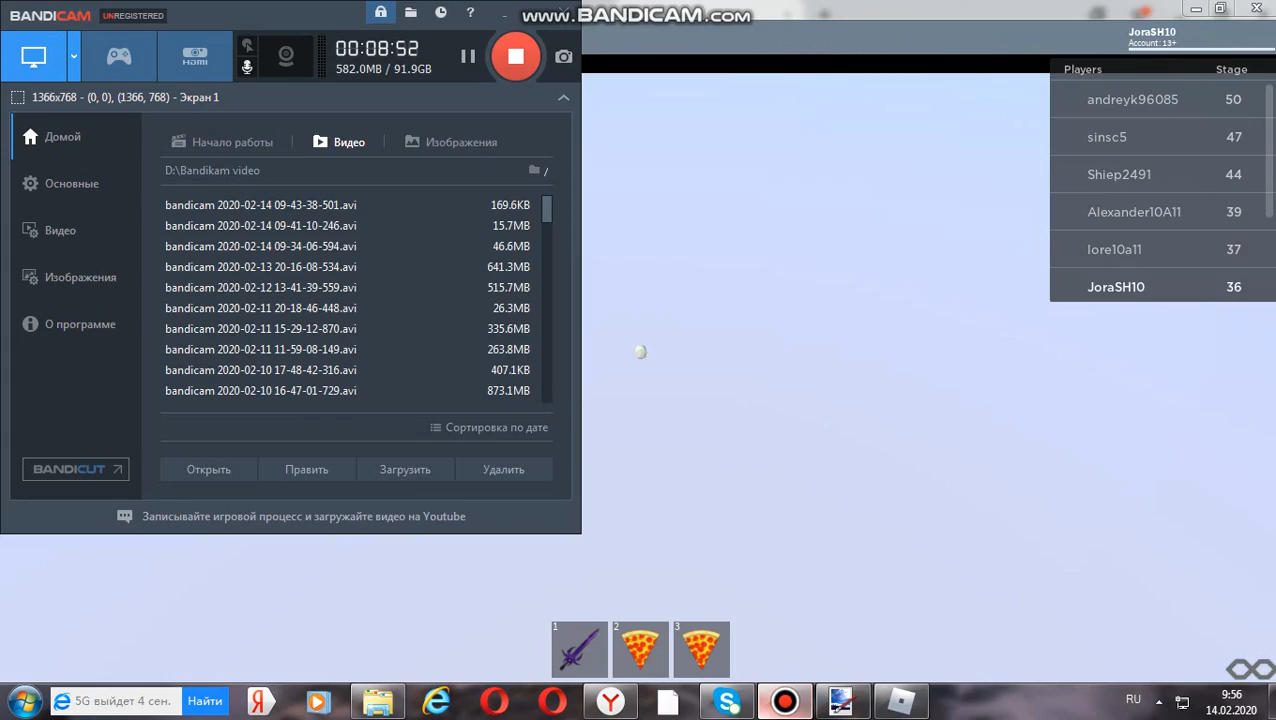 BANDICAM UNREGISTERED
www.BANDICAM.com
00:08:52
582.0MB / 91.9GB
HDMI
1366x768 - (0, 0), (1366, 768) - Экран 1
Домой
Основные
Видео
Изображения
О программе
BANDICUT
Начало работы
Видео
Изображения
D:\Bandikam video
/
bandicam 2020-02-14 09-43-38-501.avi 169.6KB
bandicam 2020-02-14 09-41-10-246.avi 15.7MB
bandicam 2020-02-14 09-34-06-594.avi 46.6MB
bandicam 2020-02-13 20-16-08-534.avi 641.3MB
bandicam 2020-02-12 13-41-39-559.avi 515.7MB
bandicam 2020-02-11 20-18-46-448.avi 26.3MB
bandicam 2020-02-11 15-29-12-870.avi 335.6MB
bandicam 2020-02-11 11-59-08-149.avi 263.8MB
bandicam 2020-02-10 17-48-42-316.avi 407.1KB
bandicam 2020-02-10 16-47-01-729.avi 873.1MB
Сортировка по дате
Открыть Править Загрузить Удалить
Записывайте игровой процесс и загружайте видео на Youtube
JoraSH10
Account: 13+
Players Stage
andreyk96085 50
sinsc5 47
Shiep2491 44
Alexander10A11 39
lore10a11 37
JoraSH10 36
1 2 3
5G выйдет 4 сен. Найти
RU
9:56
14.02.2020